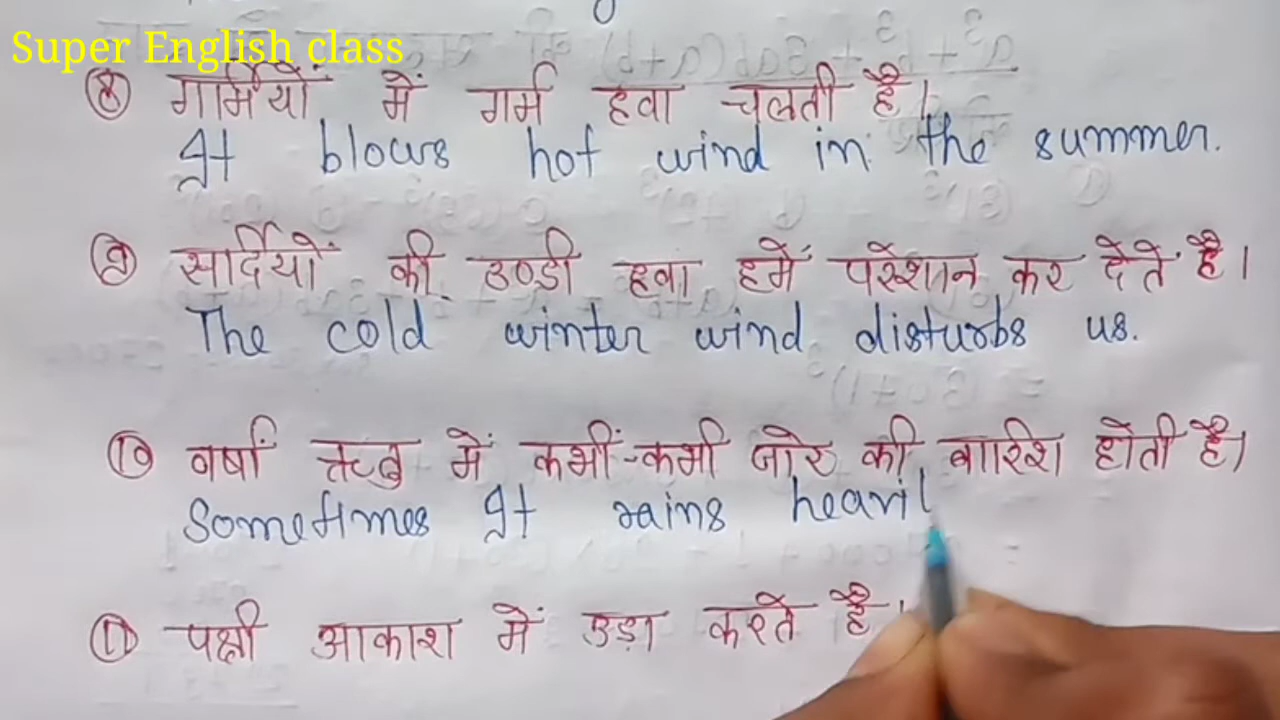 Super English class
⑧ गर्मियों में गर्म हवा चलती है।
It blows hot wind in the summer.
⑨ सर्दियों की ठण्डी हवा हमें परेशान कर देते है।
The cold winter wind disturbs us.
⑩ वर्षा ऋतु में कभी-कभी जोर की बारिश होती है।
Sometimes It rains heavil
⑪ पक्षी आकाश में उड़ा करते है।